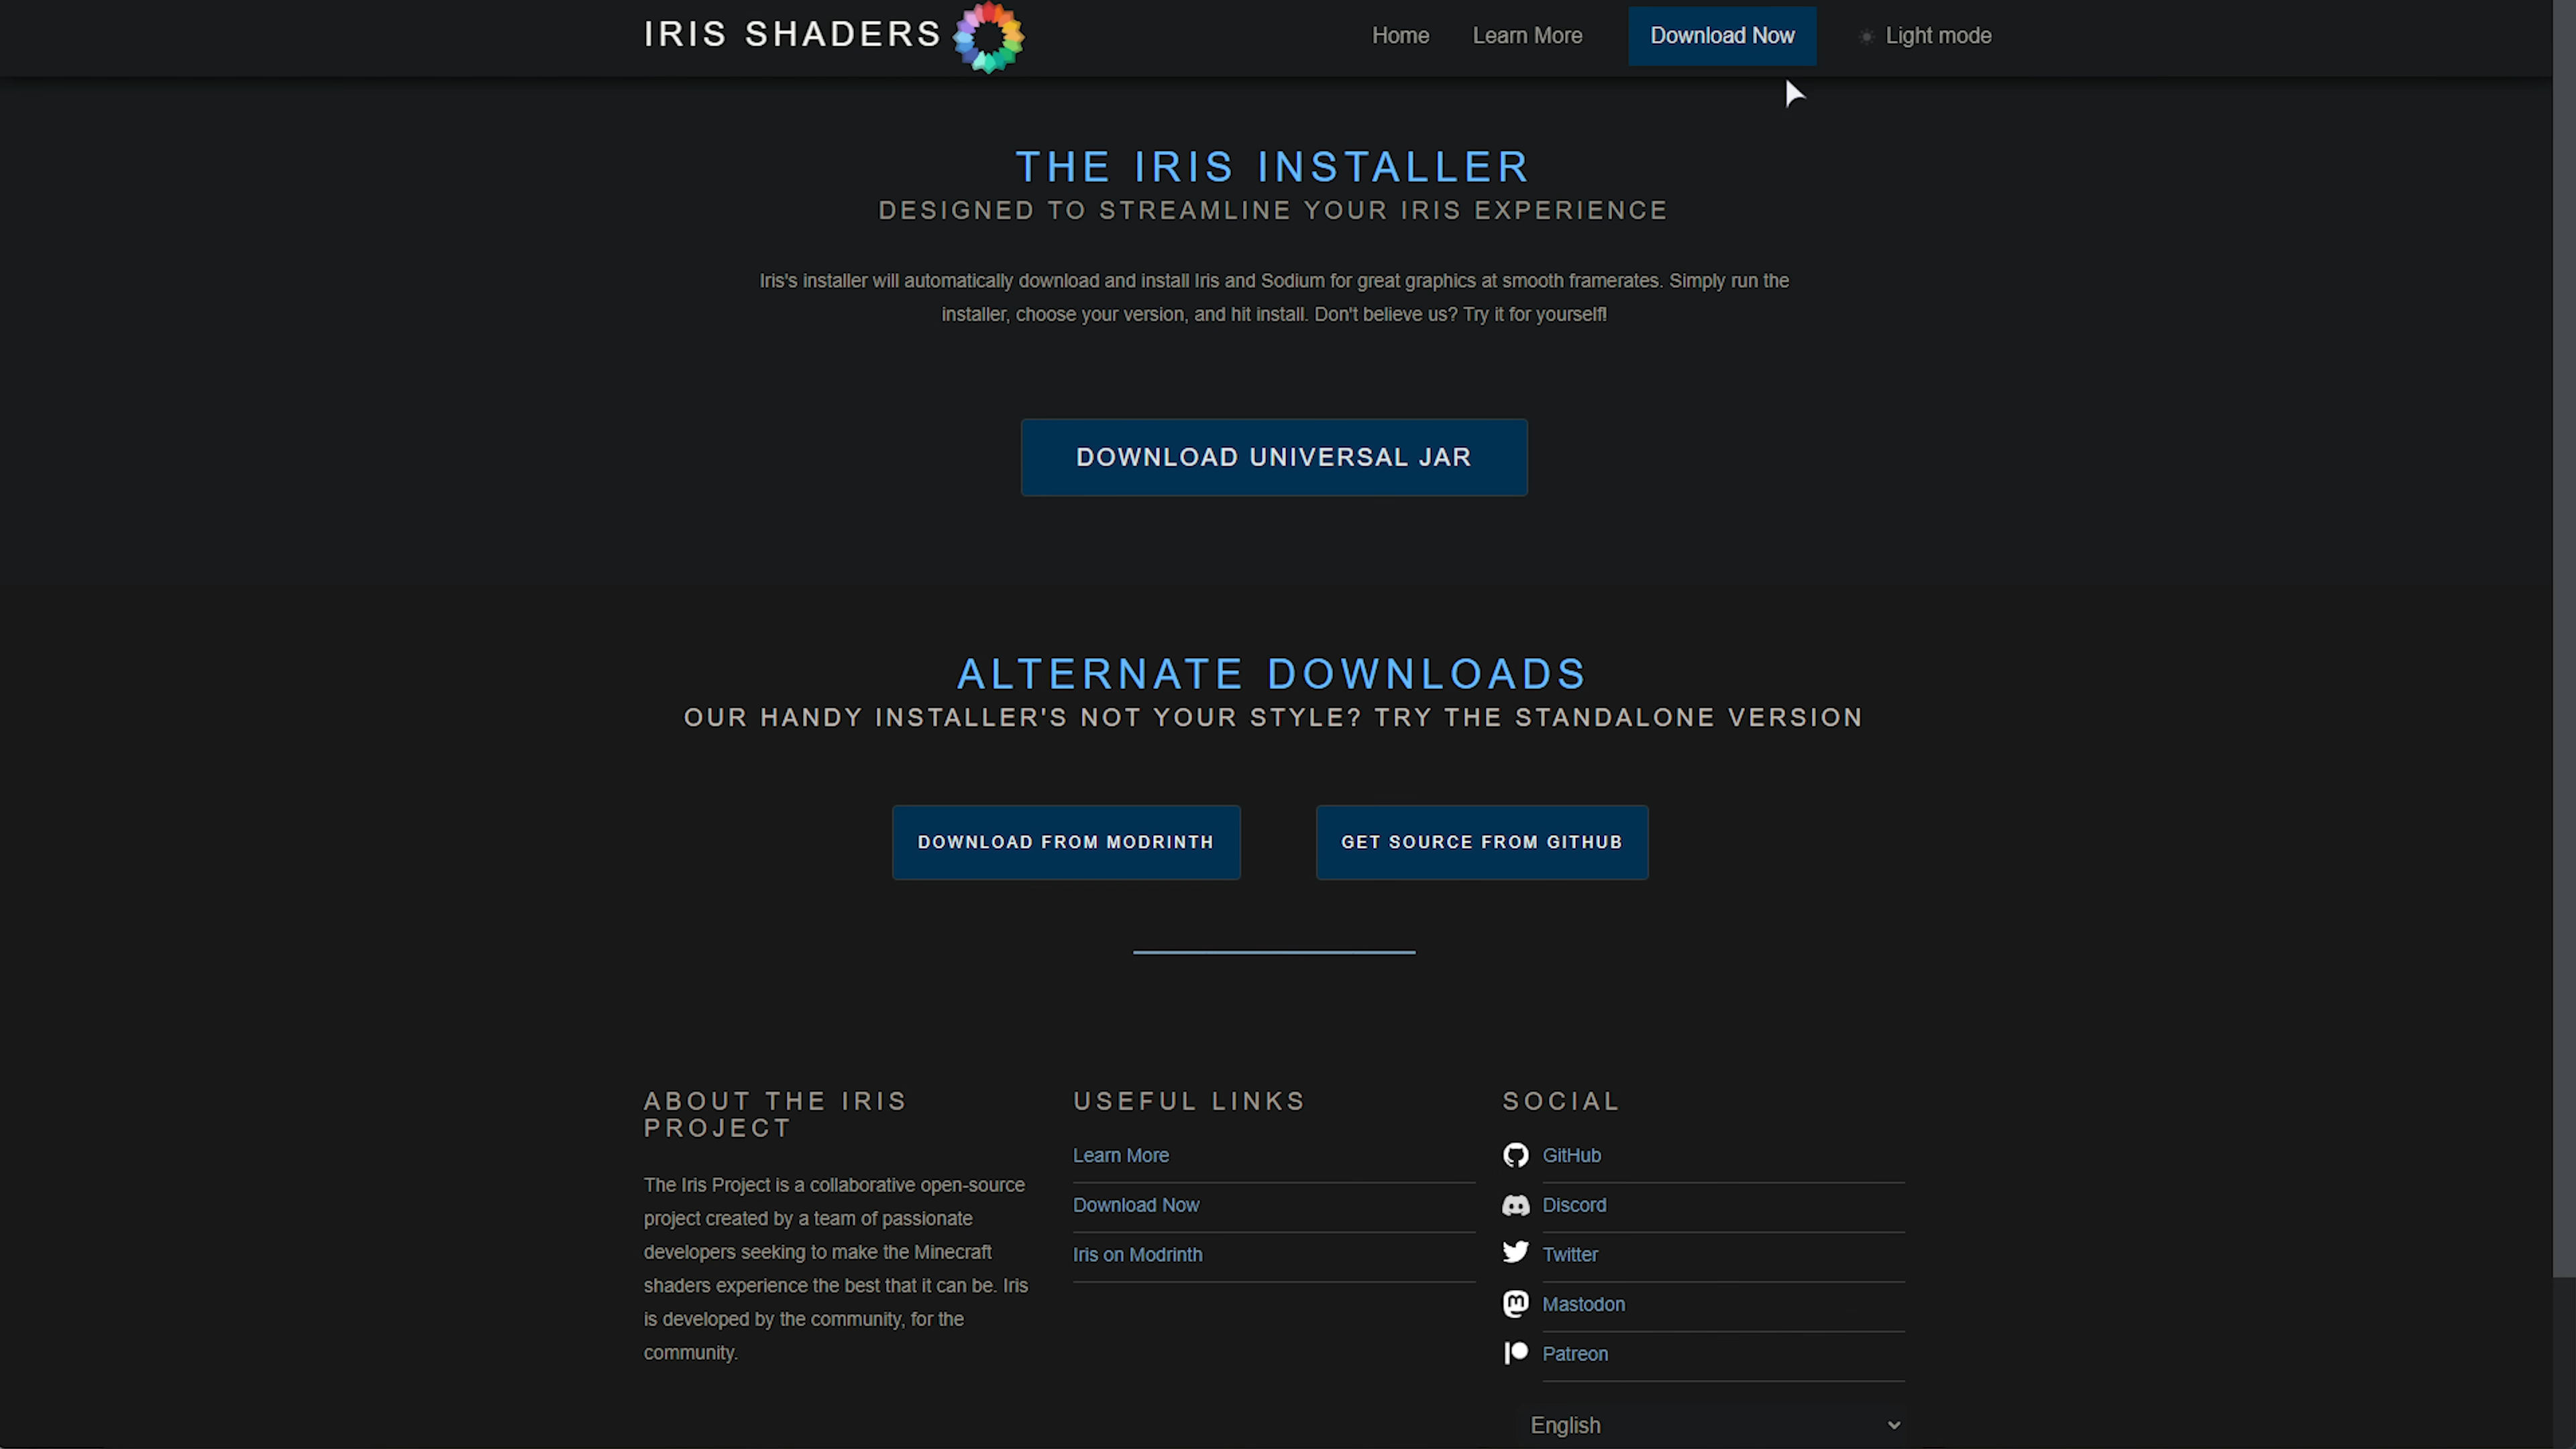 IRIS SHADERS
Home
Learn More
Download Now
Light mode
THE IRIS INSTALLER
DESIGNED TO STREAMLINE YOUR IRIS EXPERIENCE
Iris's installer will automatically download and install Iris and Sodium for great graphics at smooth framerates. Simply run the
installer, choose your version, and hit install. Don't believe us? Try it for yourself!
DOWNLOAD UNIVERSAL JAR
ALTERNATE DOWNLOADS
OUR HANDY INSTALLER'S NOT YOUR STYLE? TRY THE STANDALONE VERSION
DOWNLOAD FROM MODRINTH
GET SOURCE FROM GITHUB
ABOUT THE IRIS
PROJECT
The Iris Project is a collaborative open-source
project created by a team of passionate
developers seeking to make the Minecraft
shaders experience the best that it can be. Iris
is developed by the community, for the
community.
USEFUL LINKS
Learn More
Download Now
Iris on Modrinth
SOCIAL
GitHub
Discord
Twitter
Mastodon
Patreon
English